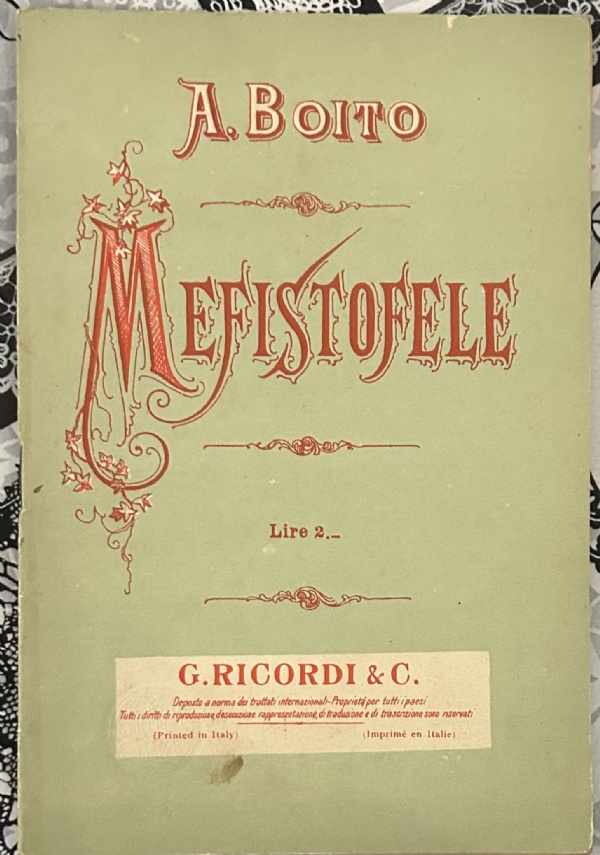 A. BOITO
MEFISTOFELE
Lire 2.–
G. RICORDI & C.
Deposto a norma dei trattati internazionali - Proprietà per tutti i paesi
Tutti i diritti di riproduzione, d'esecuzione rappresentazione, di traduzione e di trascrizione sono riservati
(Printed in Italy) (Imprimé en Italie)